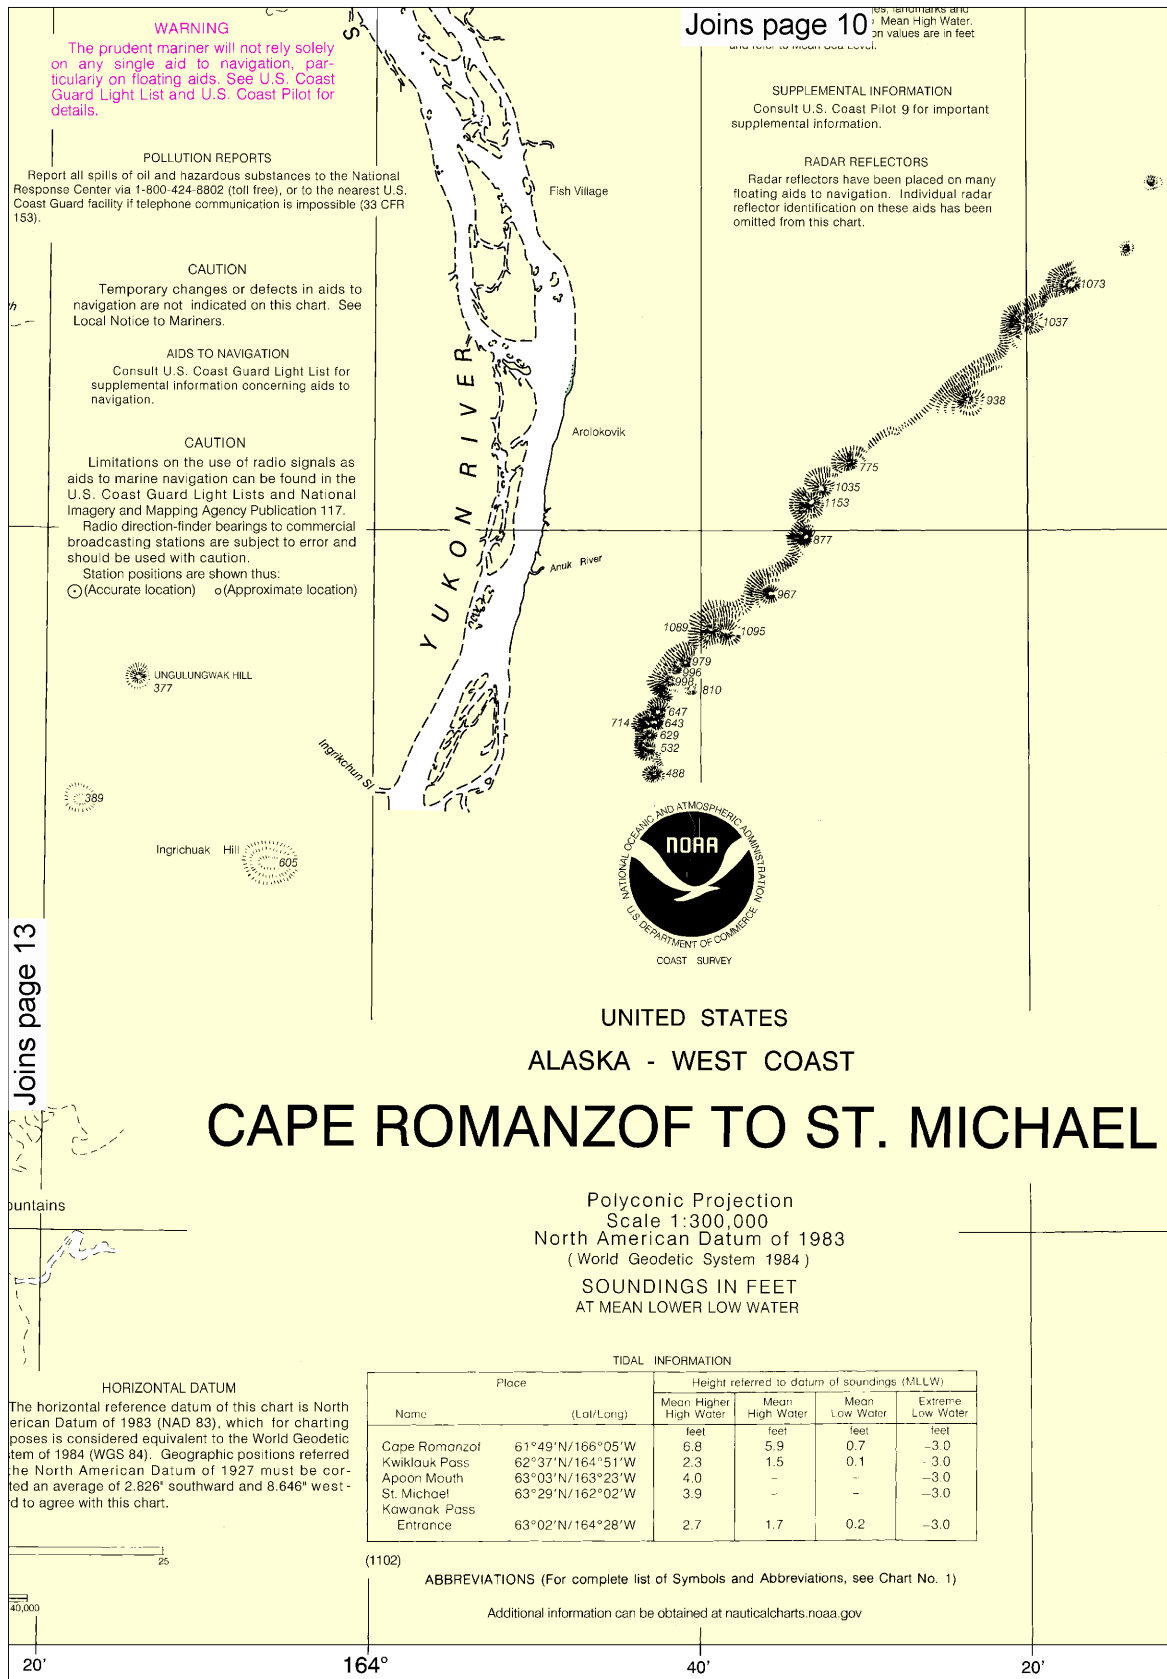 WARNING
The prudent mariner will not rely solely
on any single aid to navigation, par-
ticularly on floating aids. See U.S. Coast
Guard Light List and U.S. Coast Pilot for
details.
POLLUTION REPORTS
Report all spills of oil and hazardous substances to the National
Response Center via 1-800-424-8802 (toll free), or to the nearest U.S.
Coast Guard facility if telephone communication is impossible (33 CFR
153).
CAUTION
Temporary changes or defects in aids to
navigation are not indicated on this chart. See
Local Notice to Mariners.
AIDS TO NAVIGATION
Consult U.S. Coast Guard Light List for
supplemental information concerning aids to
navigation.
CAUTION
Limitations on the use of radio signals as
aids to marine navigation can be found in the
U.S. Coast Guard Light Lists and National
Imagery and Mapping Agency Publication 117.
Radio direction-finder bearings to commercial
broadcasting stations are subject to error and
should be used with caution.
Station positions are shown thus:
(Accurate location) o(Approximate location)
Joins page 10
Mean High Water.
on values are in feet
and refer to Mean Sea Level.
SUPPLEMENTAL INFORMATION
Consult U.S. Coast Pilot 9 for important
supplemental information.
RADAR REFLECTORS
Radar reflectors have been placed on many
floating aids to navigation. Individual radar
reflector identification on these aids has been
omitted from this chart.
S
h
Fish Village
YUKON RIVER
Arolokovik
Anuk River
1073
1037
938
775
1035
1153
877
967
1089
1095
979
996
998
810
647
714
643
629
532
488
UNGULUNGWAK HILL
377
Ingrikchun Sl
389
Ingrichuak Hill
605
NATIONAL OCEANIC AND ATMOSPHERIC ADMINISTRATION
NOAA
U.S. DEPARTMENT OF COMMERCE
COAST SURVEY
Joins page 13
UNITED STATES
ALASKA - WEST COAST
CAPE ROMANZOF TO ST. MICHAEL
ountains
Polyconic Projection
Scale 1:300,000
North American Datum of 1983
(World Geodetic System 1984)
SOUNDINGS IN FEET
AT MEAN LOWER LOW WATER
HORIZONTAL DATUM
The horizontal reference datum of this chart is North
erican Datum of 1983 (NAD 83), which for charting
poses is considered equivalent to the World Geodetic
tem of 1984 (WGS 84). Geographic positions referred
the North American Datum of 1927 must be cor-
ted an average of 2.826" southward and 8.646" west-
d to agree with this chart.
TIDAL INFORMATION
Place Height referred to datum of soundings (MLLW)
Name (Lat/Long) Mean Higher High Water Mean High Water Mean Low Water Extreme Low Water
feet feet feet feet
Cape Romanzof 61°49'N/166°05'W 6.8 5.9 0.7 –3.0
Kwikluak Pass 62°37'N/164°51'W 2.3 1.5 0.1 -3.0
Apoon Mouth 63°03'N/163°23'W 4.0 – – –3.0
St. Michael 63°29'N/162°02'W 3.9 – – –3.0
Kawanak Pass
Entrance 63°02'N/164°28'W 2.7 1.7 0.2 –3.0
25
(1102)
ABBREVIATIONS (For complete list of Symbols and Abbreviations, see Chart No. 1)
40,000
Additional information can be obtained at nauticalcharts.noaa.gov
20' 164° 40' 20'